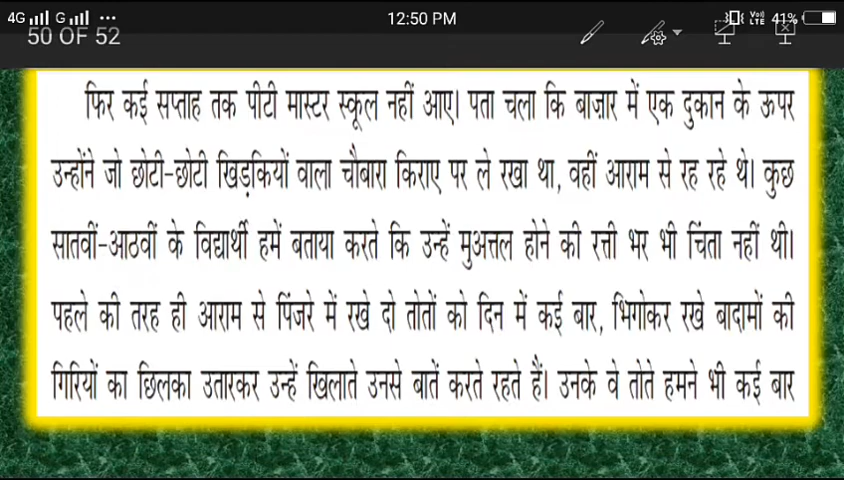 4G G ... 12:50 PM VoD LTE 41%
50 OF 52
फिर कई सप्ताह तक पीटी मास्टर स्कूल नहीं आए। पता चला कि बाज़ार में एक दुकान के ऊपर
उन्होंने जो छोटी-छोटी खिड़कियों वाला चौबारा किराए पर ले रखा था, वहीं आराम से रह रहे थे। कुछ
सातवीं-आठवीं के विद्यार्थी हमें बताया करते कि उन्हें मुअत्तल होने की रत्ती भर भी चिंता नहीं थी।
पहले की तरह ही आराम से पिंजरे में रखे दो तोतों को दिन में कई बार, भिगोकर रखे बादामों की
गिरियों का छिलका उतारकर उन्हें खिलाते उनसे बातें करते रहते हैं। उनके वे तोते हमने भी कई बार